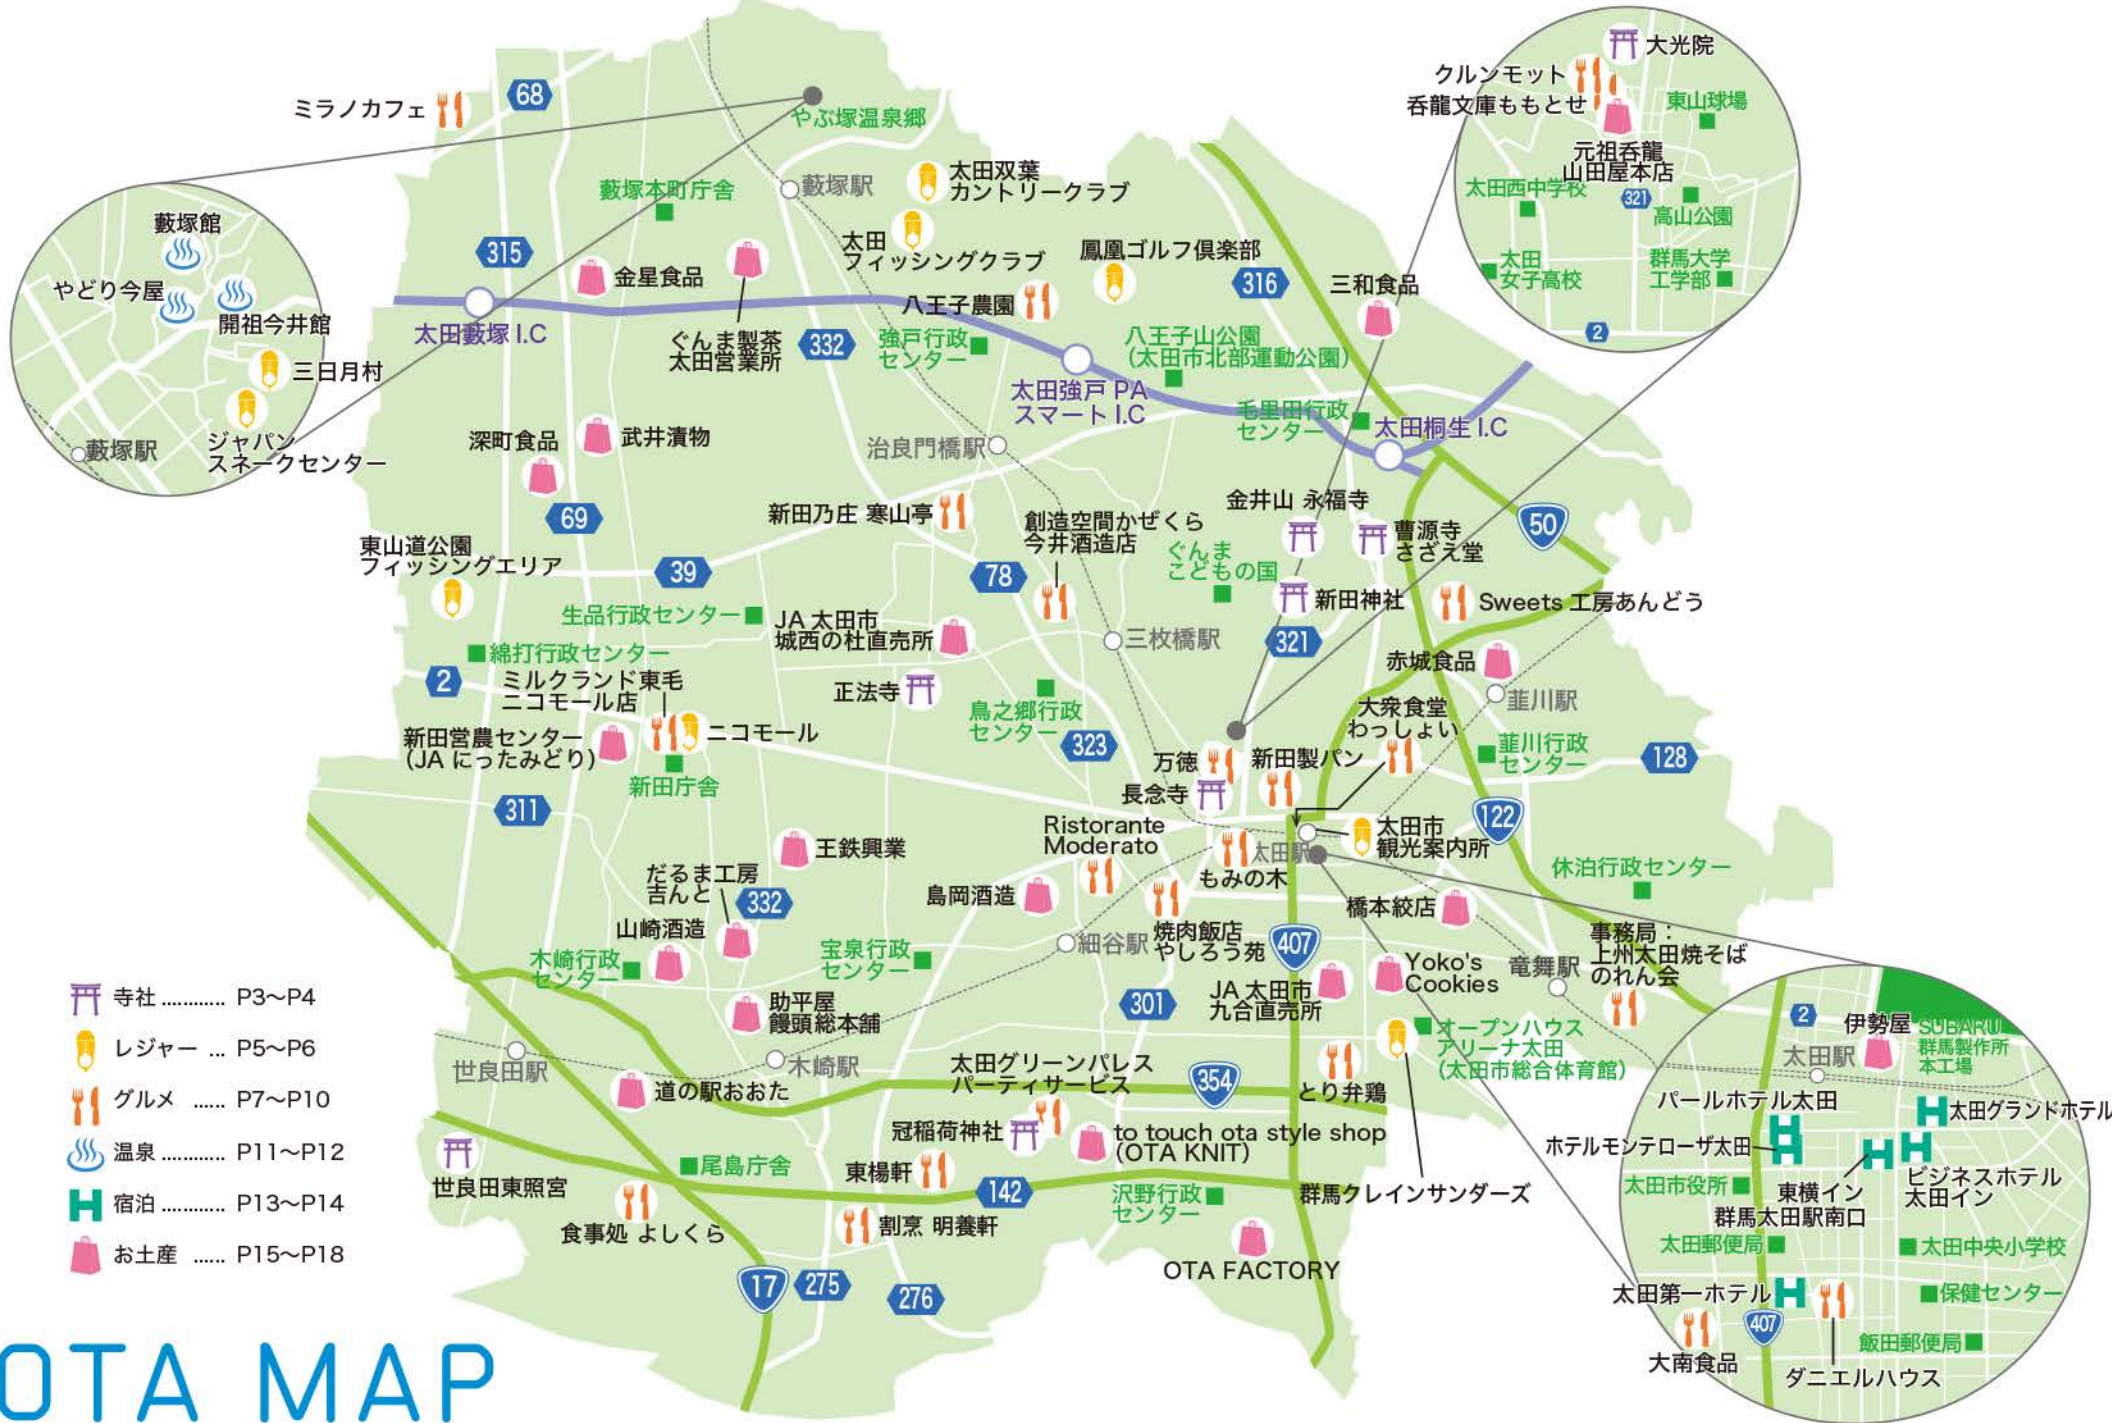 ミラノカフェ
68
やぶ塚温泉郷
藪塚本町庁舎
藪塚駅
太田双葉
カントリークラブ
太田
フィッシングクラブ
315
金星食品
鳳凰ゴルフ倶楽部
316
三和食品
八王子農園
太田藪塚 I.C
ぐんま製茶
太田営業所
332
強戸行政
センター
八王子山公園
(太田市北部運動公園)
太田強戸 PA
スマート I.C
毛里田行政
センター
太田桐生 I.C
深町食品
武井漬物
治良門橋駅
69
新田乃庄 寒山亭
金井山 永福寺
曹源寺
さざえ堂
50
創造空間かぜくら
今井酒造店
ぐんま
こどもの国
東山道公園
フィッシングエリア
39
78
新田神社
Sweets 工房あんどう
生品行政センター
JA 太田市
城西の杜直売所
三枚橋駅
321
綿打行政センター
赤城食品
2
ミルクランド東毛
ニコモール店
正法寺
韮川駅
鳥之郷行政
センター
大衆食堂
わっしょい
新田営農センター
(JA にったみどり)
ニコモール
323
韮川行政
センター
128
新田庁舎
万徳
新田製パン
長念寺
311
122
Ristorante
Moderato
太田駅
太田市
観光案内所
王鉄興業
もみの木
休泊行政センター
だるま工房
吉んと
332
島岡酒造
橋本絞店
山崎酒造
細谷駅
焼肉飯店
やしろう苑
407
事務局:
上州太田焼そば
のれん会
木崎行政
センター
宝泉行政
センター
竜舞駅
Yoko's
Cookies
JA 太田市
九合直売所
301
助平屋
饅頭総本舗
オープンハウス
アリーナ太田
(太田市総合体育館)
世良田駅
木崎駅
太田グリーンパレス
パーティサービス
354
とり弁鶏
道の駅おおた
冠稲荷神社
to touch ota style shop
(OTA KNIT)
世良田東照宮
尾島庁舎
東楊軒
142
沢野行政
センター
群馬クレインサンダーズ
食事処 よしくら
割烹 明養軒
OTA FACTORY
17
275
276
藪塚館
やどり今屋
開祖今井館
三日月村
ジャパン
スネークセンター
藪塚駅
大光院
クルンモット
呑龍文庫ももとせ
東山球場
元祖呑龍
山田屋本店
太田西中学校
321
高山公園
太田
女子高校
群馬大学
工学部
2
2
伊勢屋
SUBARU
群馬製作所
本工場
太田駅
パールホテル太田
太田グランドホテル
ホテルモンテローザ太田
ビジネスホテル
太田イン
太田市役所
東横イン
群馬太田駅南口
太田郵便局
太田中央小学校
太田第一ホテル
保健センター
407
飯田郵便局
大南食品
ダニエルハウス
寺社 ............ P3〜P4
レジャー ... P5〜P6
グルメ ...... P7〜P10
温泉 ............ P11〜P12
宿泊 ............ P13〜P14
お土産 ...... P15〜P18
OTA MAP